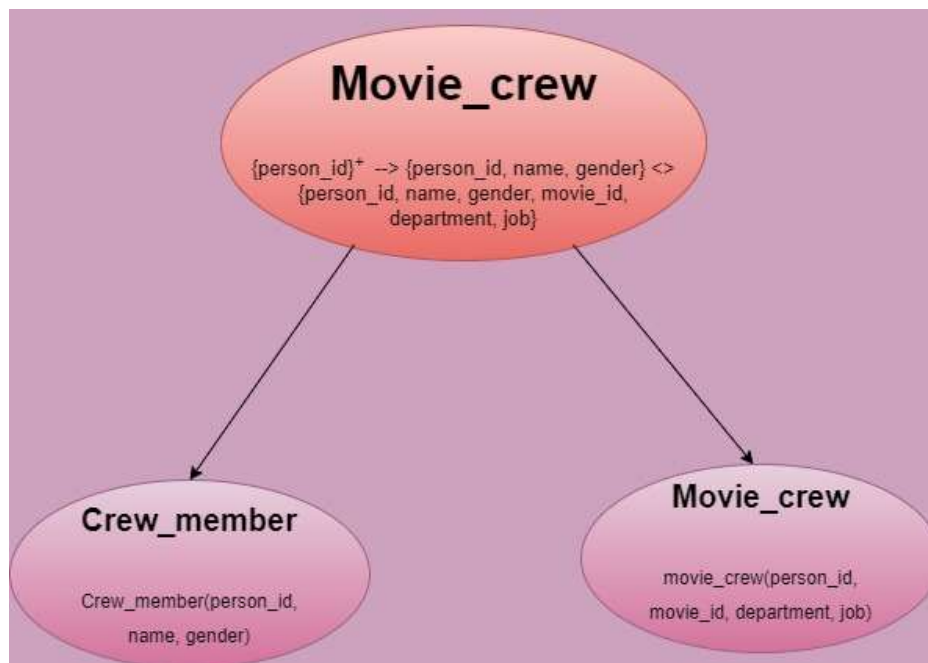 Movie_crew
{person_id}⁺ --> {person_id, name, gender} <>
{person_id, name, gender, movie_id,
department, job}
Crew_member
Crew_member(person_id,
name, gender)
Movie_crew
movie_crew(person_id,
movie_id, department, job)